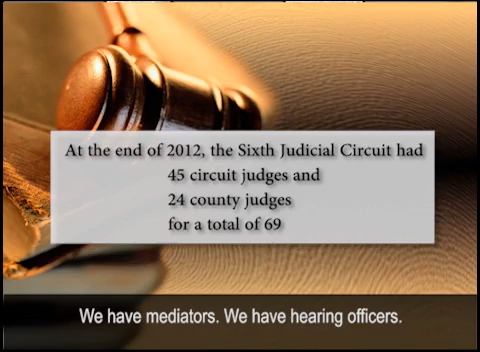 At the end of 2012, the Sixth Judicial Circuit had
45 circuit judges and
24 county judges
for a total of 69
We have mediators. We have hearing officers.